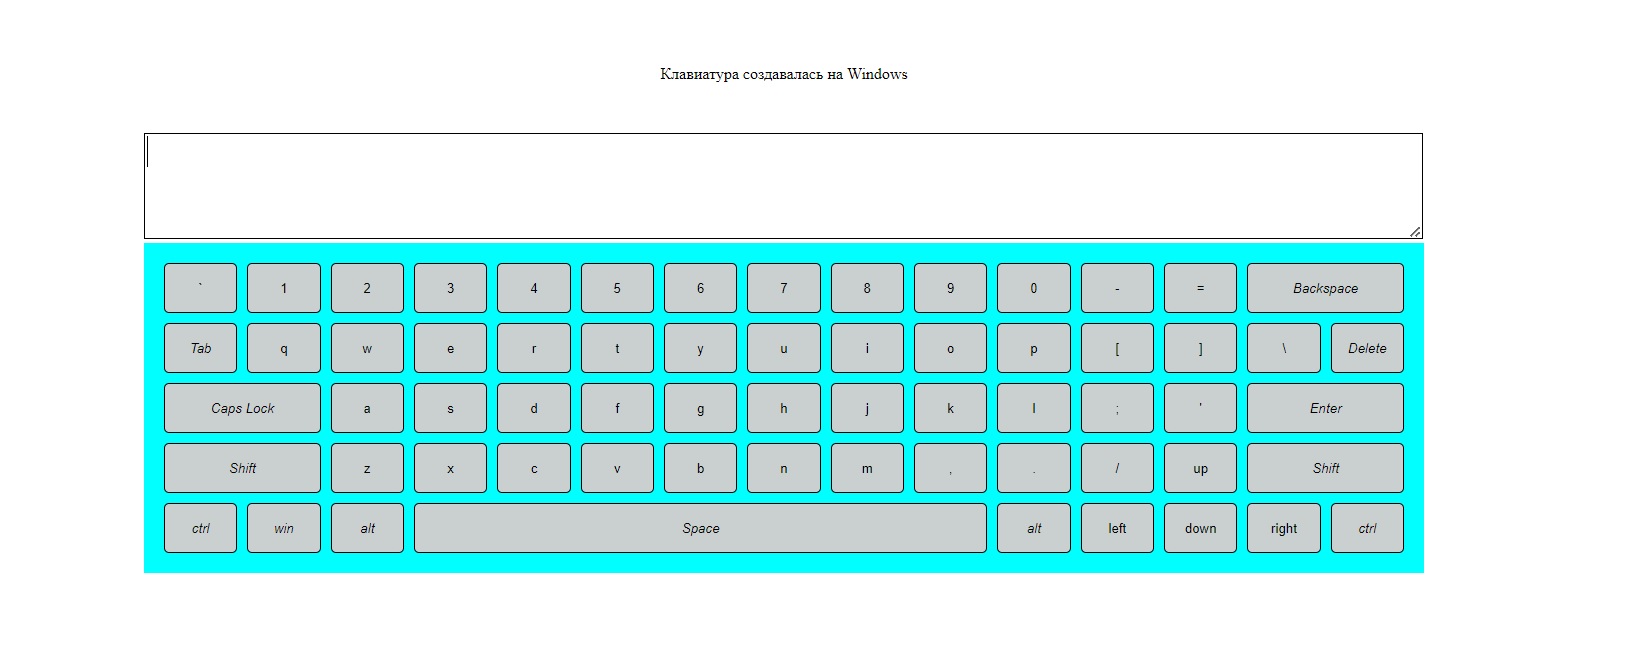 Клавиатура создавалась на Windows
` 1 2 3 4 5 6 7 8 9 0 - = Backspace
Tab q w e r t y u i o p [ ] \ Delete
Caps Lock a s d f g h j k l ; ' Enter
Shift z x c v b n m , . / up Shift
ctrl win alt Space alt left down right ctrl